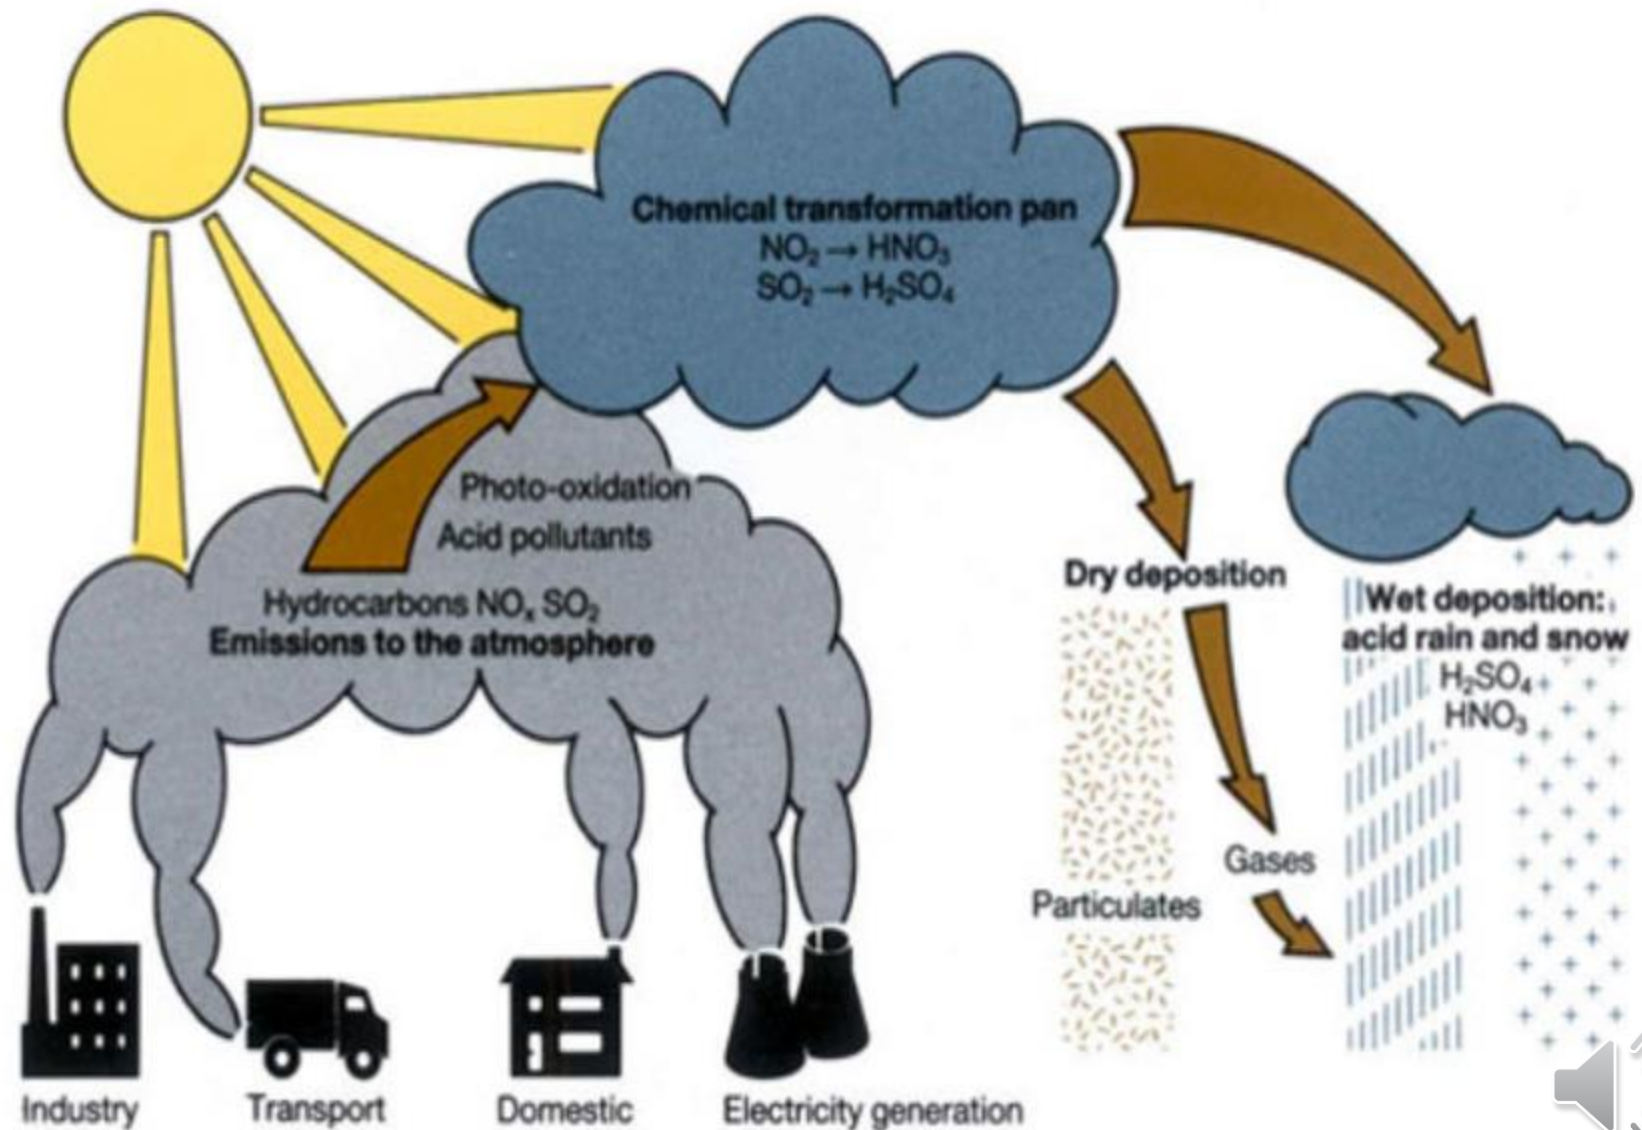 Chemical transformation pan
NO₂ → HNO₃
SO₂ → H₂SO₄
Photo-oxidation
Acid pollutants
Hydrocarbons NOₓ SO₂
Emissions to the atmosphere
Dry deposition
Wet deposition:
acid rain and snow
H₂SO₄
HNO₃
Gases
Particulates
Industry
Transport
Domestic
Electricity generation